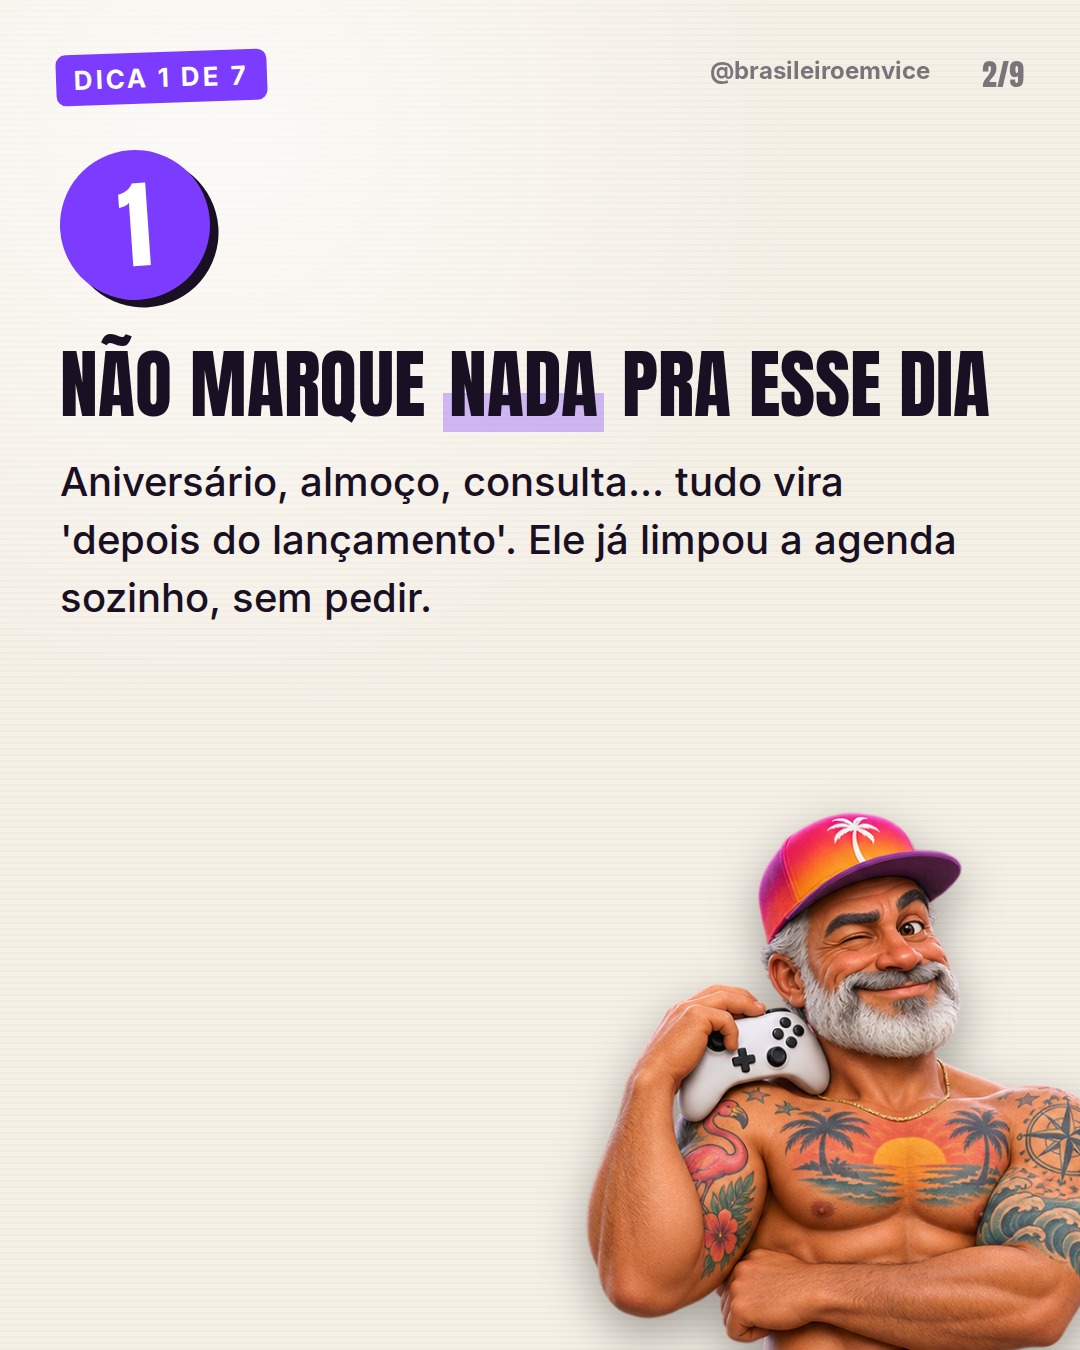 DICA 1 DE 7
@brasileiroemvice
2/9
1
NÃO MARQUE NADA PRA ESSE DIA
Aniversário, almoço, consulta... tudo vira
'depois do lançamento'. Ele já limpou a agenda
sozinho, sem pedir.